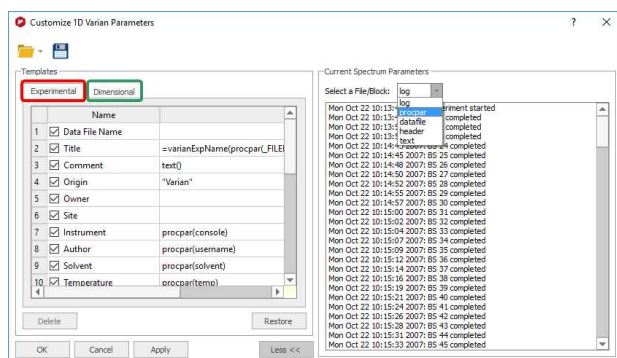 Customize 1D Varian Parameters
? ×
Templates
Experimental Dimensional
Name
1 Data File Name
2 Title =varianExpName(procpar(_FILE
3 Comment text()
4 Origin "Varian"
5 Owner
6 Site
7 Instrument procpar(console)
8 Author procpar(username)
9 Solvent procpar(solvent)
10 Temperature procpar(temp)
Delete Restore
OK Cancel Apply Less <<
Current Spectrum Parameters
Select a File/Block: log
log
procpar
datafile
header
text
Mon Oct 22 10:13: eriment started
Mon Oct 22 10:13: completed
Mon Oct 22 10:13: completed
Mon Oct 22 10:13: completed
Mon Oct 22 10:14: 2007: BS 24 completed
Mon Oct 22 10:14:45 2007: BS 25 completed
Mon Oct 22 10:14:48 2007: BS 26 completed
Mon Oct 22 10:14:50 2007: BS 27 completed
Mon Oct 22 10:14:52 2007: BS 28 completed
Mon Oct 22 10:14:55 2007: BS 29 completed
Mon Oct 22 10:14:57 2007: BS 30 completed
Mon Oct 22 10:15:00 2007: BS 31 completed
Mon Oct 22 10:15:02 2007: BS 32 completed
Mon Oct 22 10:15:04 2007: BS 33 completed
Mon Oct 22 10:15:07 2007: BS 34 completed
Mon Oct 22 10:15:09 2007: BS 35 completed
Mon Oct 22 10:15:12 2007: BS 36 completed
Mon Oct 22 10:15:14 2007: BS 37 completed
Mon Oct 22 10:15:16 2007: BS 38 completed
Mon Oct 22 10:15:19 2007: BS 39 completed
Mon Oct 22 10:15:21 2007: BS 40 completed
Mon Oct 22 10:15:24 2007: BS 41 completed
Mon Oct 22 10:15:26 2007: BS 42 completed
Mon Oct 22 10:15:28 2007: BS 43 completed
Mon Oct 22 10:15:31 2007: BS 44 completed
Mon Oct 22 10:15:33 2007: BS 45 completed